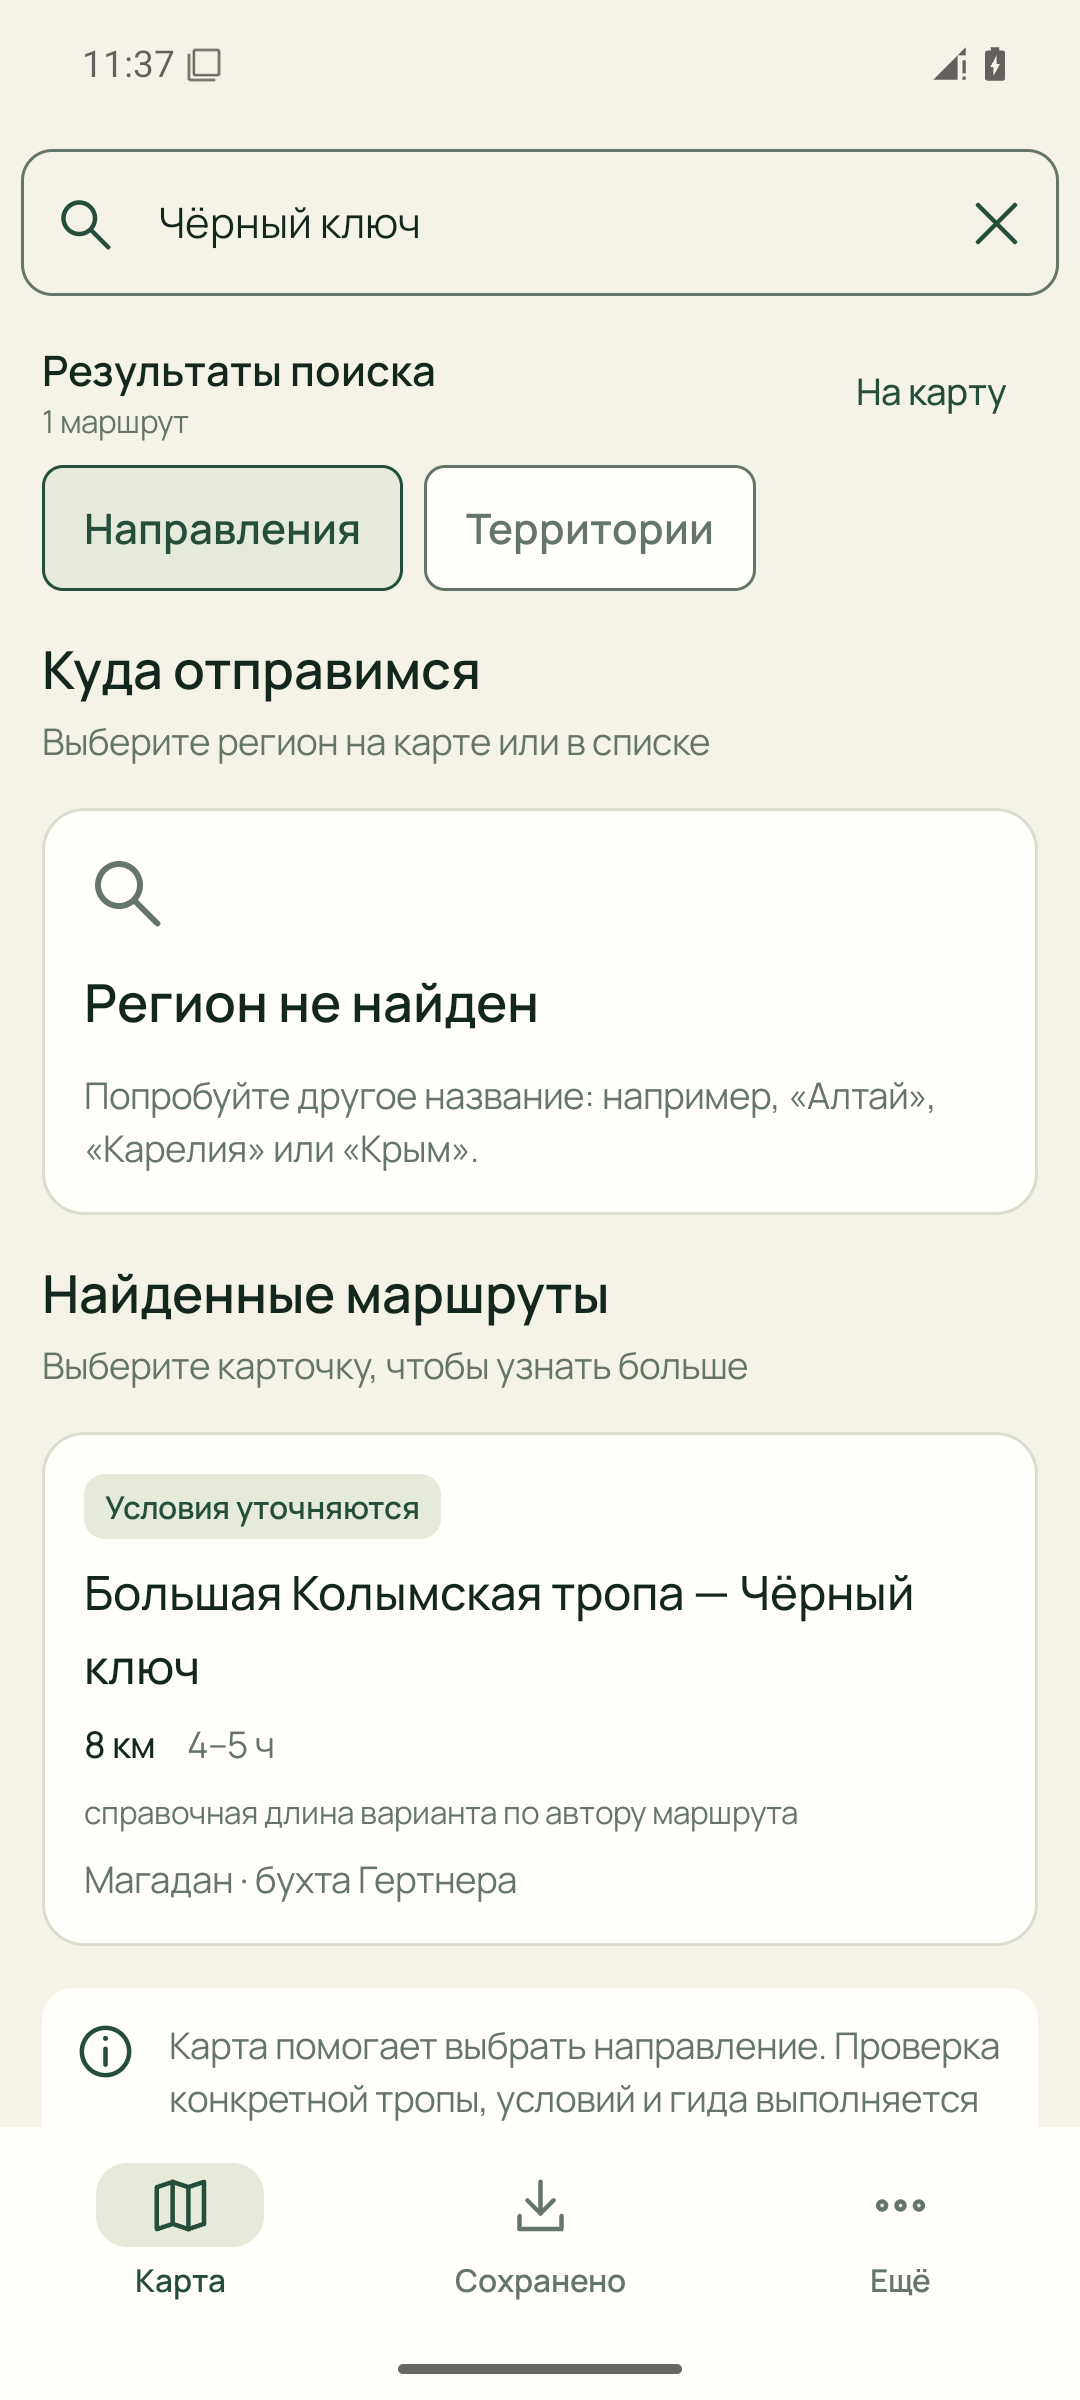 11:37
Чёрный ключ
Результаты поиска
1 маршрут
На карту
Направления
Территории
Куда отправимся
Выберите регион на карте или в списке
Регион не найден
Попробуйте другое название: например, «Алтай»,
«Карелия» или «Крым».
Найденные маршруты
Выберите карточку, чтобы узнать больше
Условия уточняются
Большая Колымская тропа — Чёрный
ключ
8 км 4–5 ч
справочная длина варианта по автору маршрута
Магадан · бухта Гертнера
Карта помогает выбрать направление. Проверка
конкретной тропы, условий и гида выполняется
Карта
Сохранено
Ещё